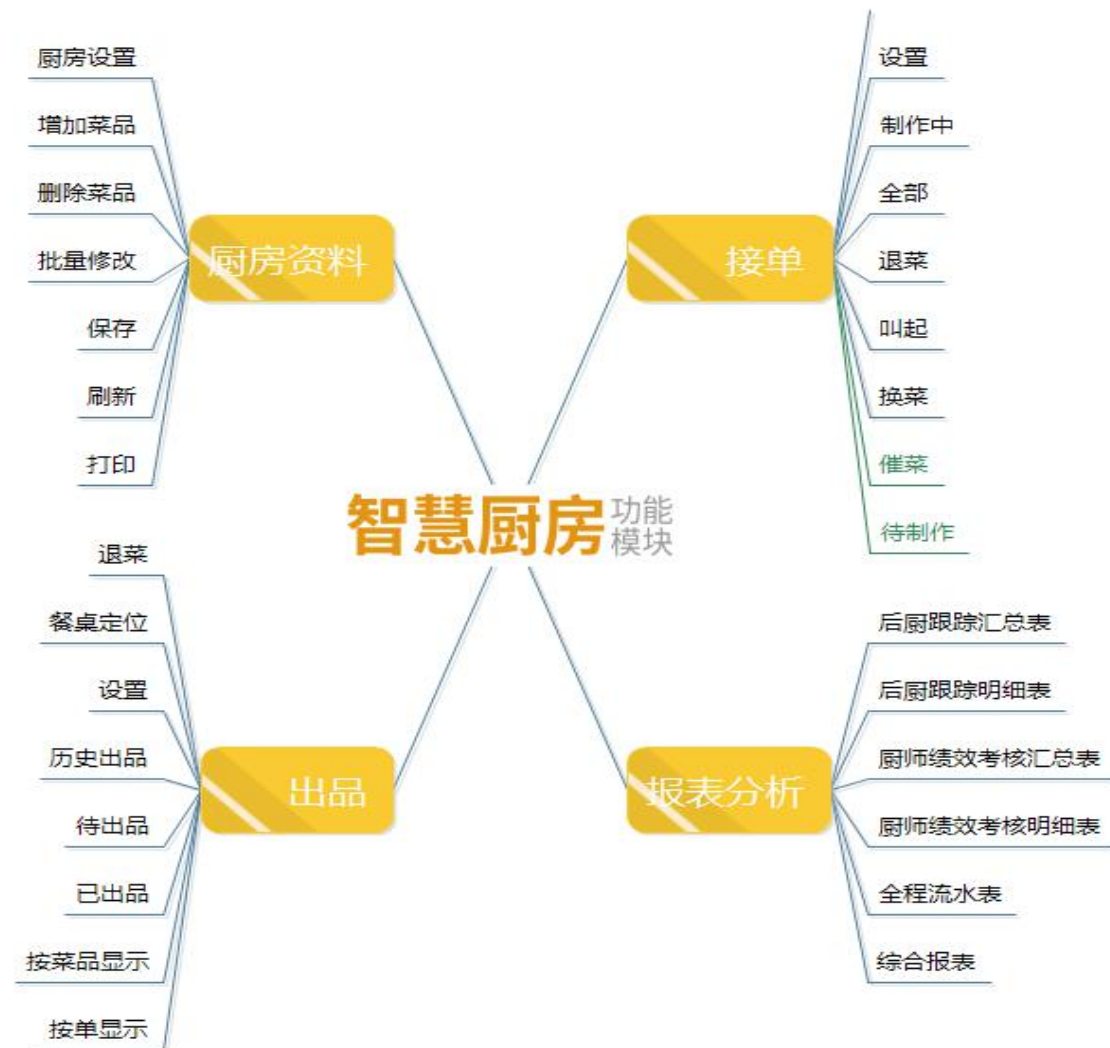 厨房设置
增加菜品
删除菜品
批量修改
保存
刷新
打印
厨房资料
设置
制作中
全部
退菜
叫起
换菜
催菜
待制作
接单
智慧厨房
功能
模块
退菜
餐桌定位
设置
历史出品
待出品
已出品
按菜品显示
按单显示
出品
后厨跟踪汇总表
后厨跟踪明细表
厨师绩效考核汇总表
厨师绩效考核明细表
全程流水表
综合报表
报表分析